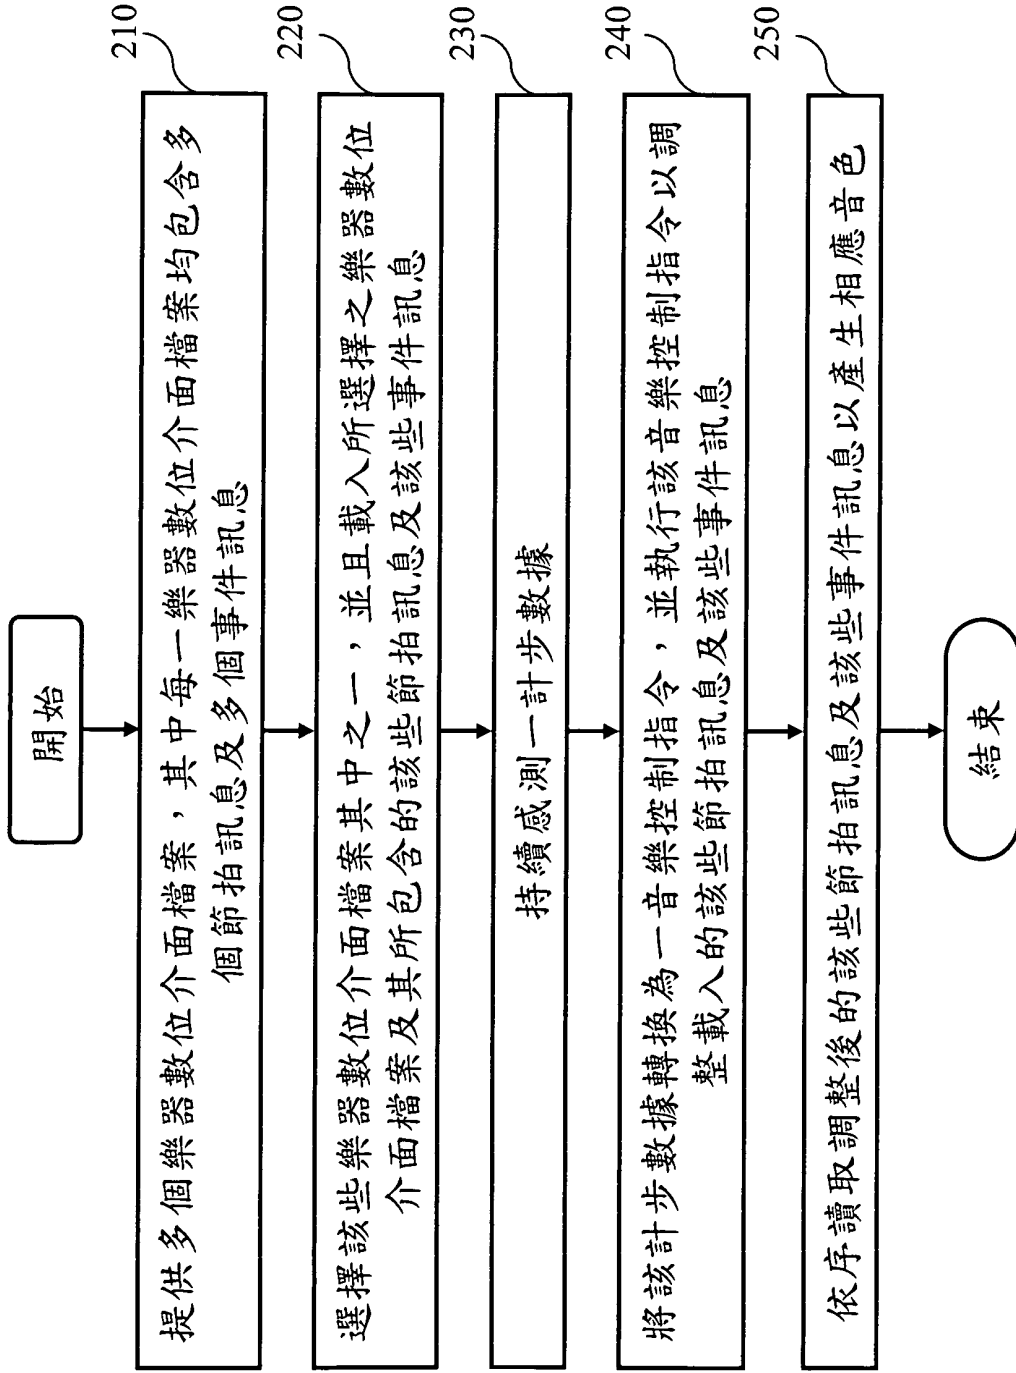 開始
210
提供多個樂器數位介面檔案，其中每一樂器數位介面檔案均包含多
個節拍訊息及多個事件訊息
220
選擇該些樂器數位介面檔案其中之一，並且載入所選擇之樂器數位
介面檔案及其所包含的該些節拍訊息及該些事件訊息
230
持續感測一計步數據
240
將該計步數據轉換為一音樂控制指令，並執行該音樂控制指令以調
整載入的該些節拍訊息及該些事件訊息
250
依序讀取調整後的該些節拍訊息及該些事件訊息以產生相應音色
結束